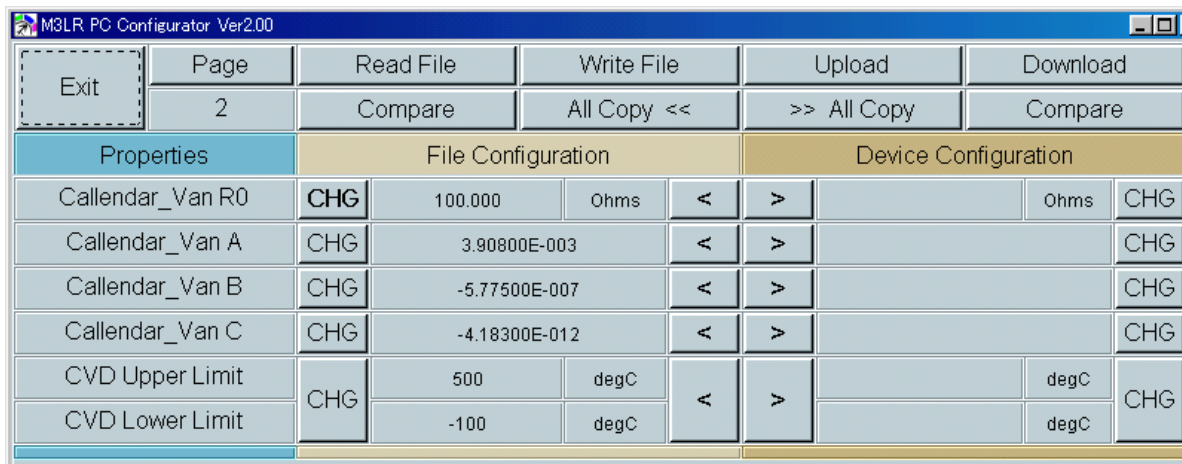 M3LR PC Configurator Ver2.00
Exit Page Read File Write File Upload Download
2 Compare All Copy << >> All Copy Compare
Properties File Configuration Device Configuration
Callendar_Van R0 CHG 100.000 Ohms < > Ohms CHG
Callendar_Van A CHG 3.90800E-003 < > CHG
Callendar_Van B CHG -5.77500E-007 < > CHG
Callendar_Van C CHG -4.18300E-012 < > CHG
CVD Upper Limit CHG 500 degC < > degC CHG
CVD Lower Limit -100 degC degC